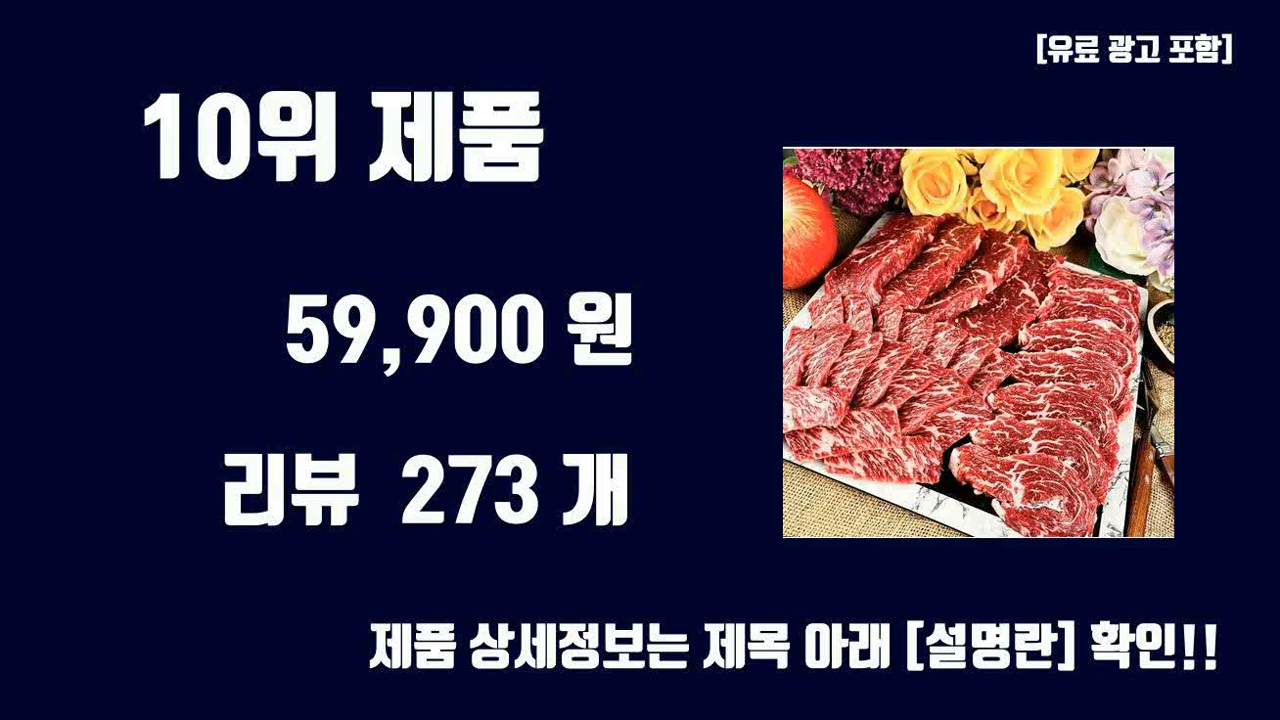 [유료 광고 포함]
10위 제품
59,900 원
리뷰 273 개
제품 상세정보는 제목 아래 [설명란] 확인!!